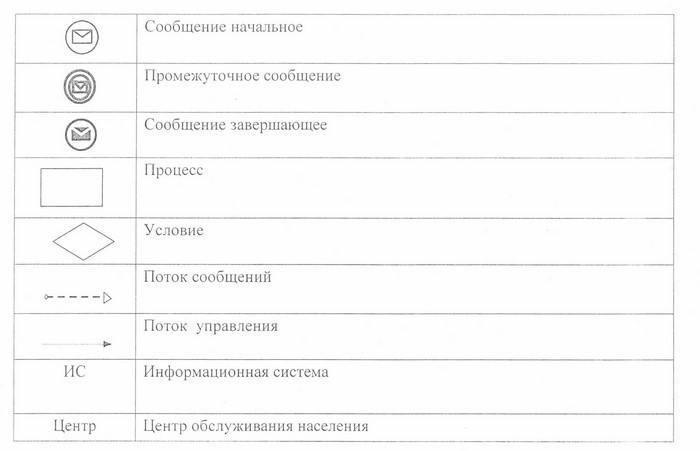 Сообщение начальное
Промежуточное сообщение
Сообщение завершающее
Процесс
Условие
Поток сообщений
Поток управления
ИС Информационная система
Центр Центр обслуживания населения